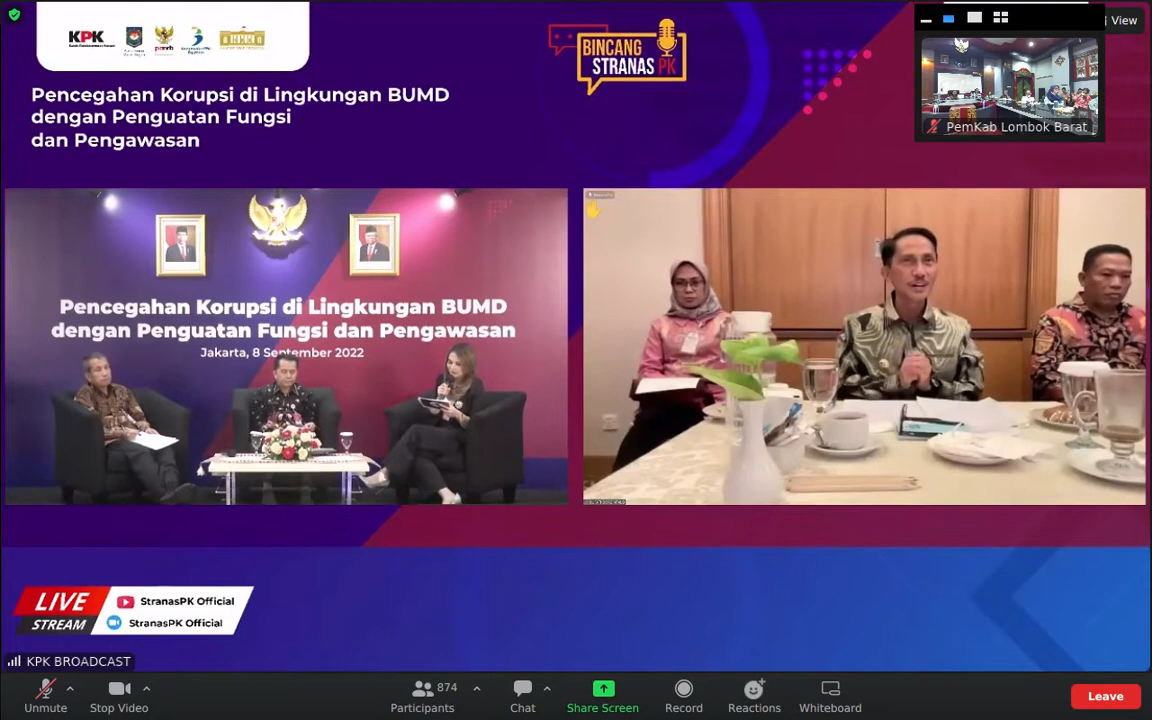 KPK
panrb
BINCANG
STRANAS PK
View
PemKab Lombok Barat
Pencegahan Korupsi di Lingkungan BUMD
dengan Penguatan Fungsi
dan Pengawasan
Pencegahan Korupsi di Lingkungan BUMD
dengan Penguatan Fungsi dan Pengawasan
Jakarta, 8 September 2022
LIVE
STREAM
StranasPK Official
StranasPK Official
KPK BROADCAST
Unmute
Stop Video
874
Participants
Chat
Share Screen
Record
Reactions
Whiteboard
Leave